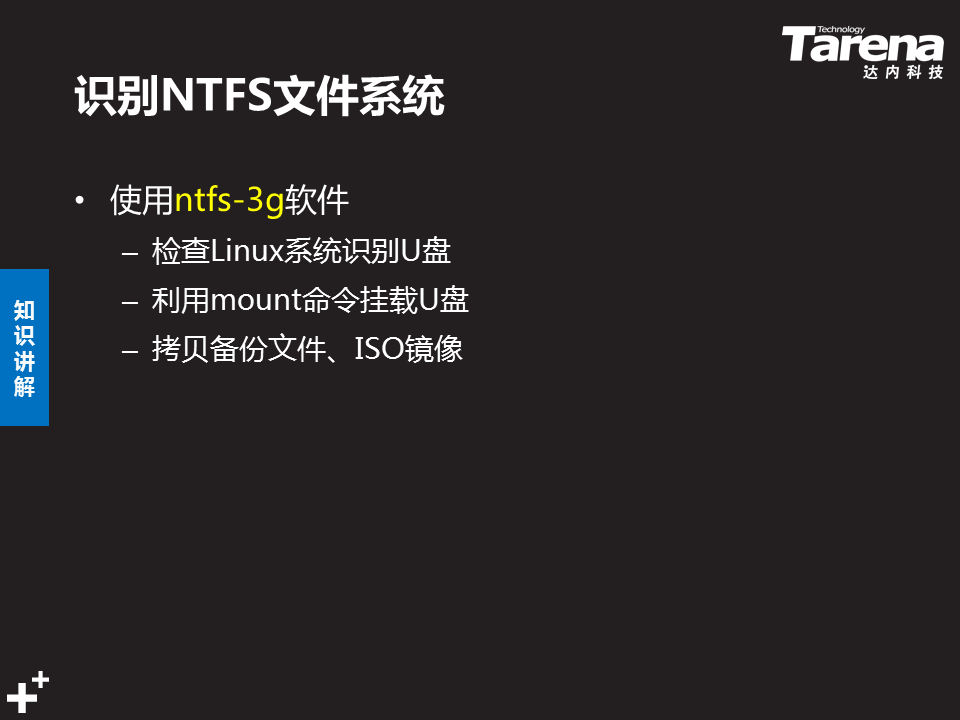 Technology
Tarena
达内科技
识别NTFS文件系统
• 使用ntfs-3g软件
– 检查Linux系统识别U盘
– 利用mount命令挂载U盘
– 拷贝备份文件、ISO镜像
知
识
讲
解